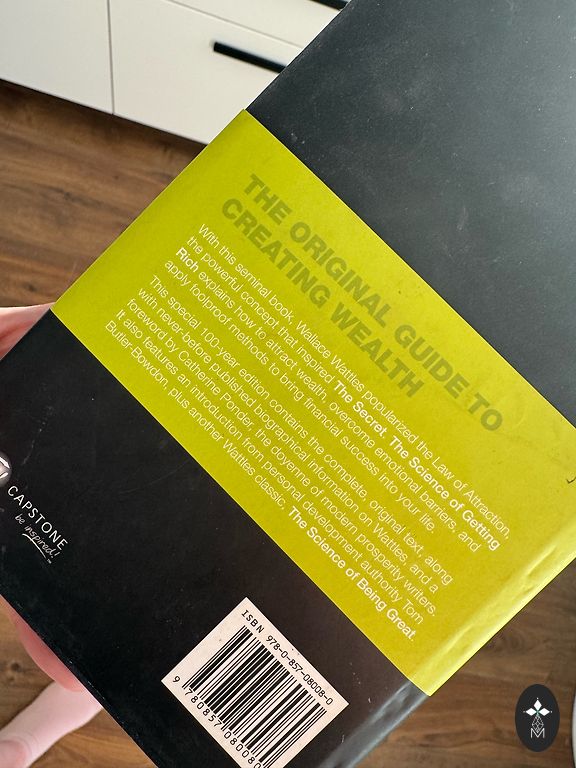 THE ORIGINAL GUIDE TO
CREATING WEALTH
With this seminal book, Wallace Wattles popularized the Law of Attraction,
the powerful concept that inspired The Secret. The Science of Getting
Rich explains how to attract wealth, overcome emotional barriers, and
apply foolproof methods to bring financial success into your life.
This special 100-year edition contains the complete, original text, along
with never-before published biographical information on Wattles, and a
foreword by Catherine Ponder, the doyenne of modern prosperity writers.
It also features an introduction from personal development authority Tom
Butler-Bowdon, plus another Wattles classic, The Science of Being Great.
CAPSTONE
be inspired!
ISBN 978-0-857-08008-0
9 780857 080080
M